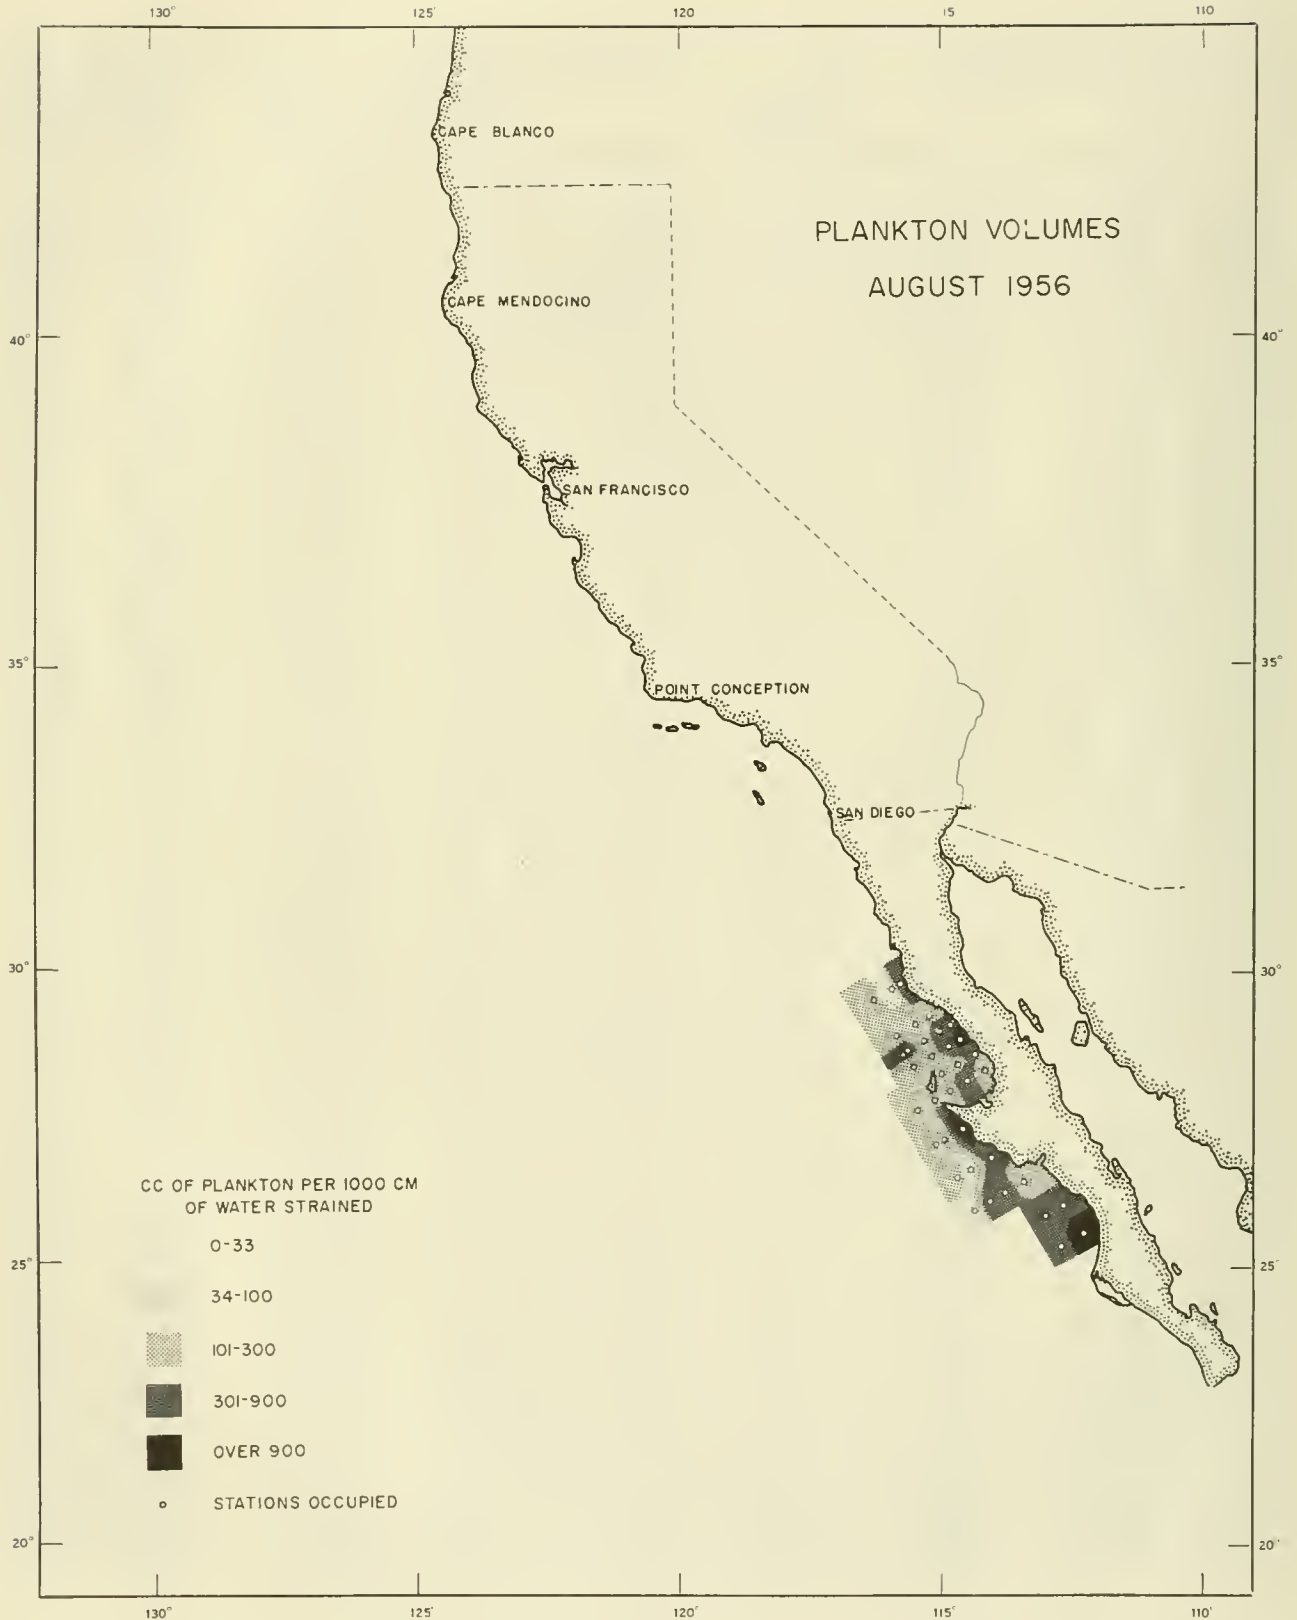 130° 125° 120 15 110
CAPE BLANCO
PLANKTON VOLUMES
AUGUST 1956
CAPE MENDOCINO
40° 40°
SAN FRANCISCO
35° 35°
POINT CONCEPTION
SAN DIEGO
30° 30°
CC OF PLANKTON PER 1000 CM
OF WATER STRAINED
0-33
25° 25°
34-100
101-300
301-900
OVER 900
STATIONS OCCUPIED
20° 20°
130° 125° 120° 115° 110°